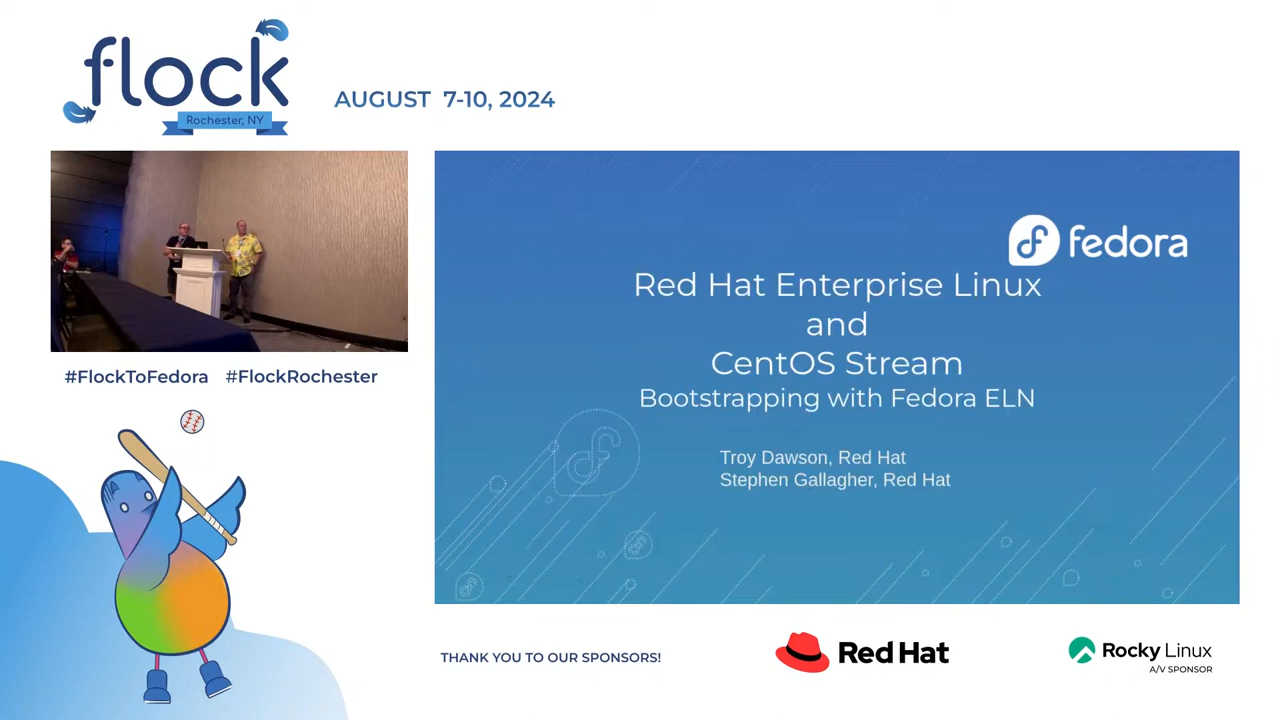 flock
Rochester, NY
AUGUST 7-10, 2024
fedora
Red Hat Enterprise Linux
and
CentOS Stream
Bootstrapping with Fedora ELN
Troy Dawson, Red Hat
Stephen Gallagher, Red Hat
#FlockToFedora #FlockRochester
THANK YOU TO OUR SPONSORS!
Red Hat
Rocky Linux
A/V SPONSOR